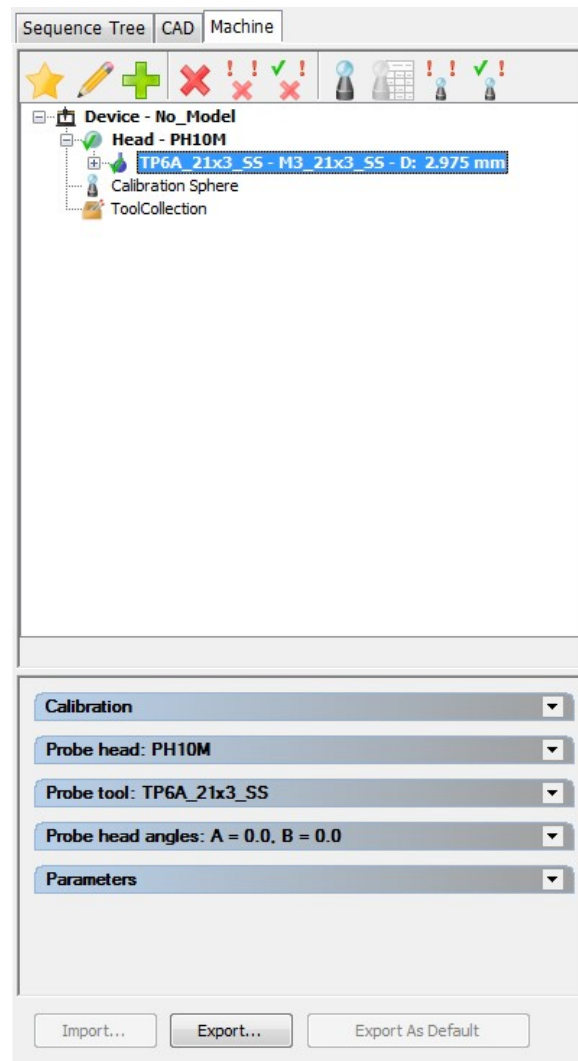 Sequence Tree CAD Machine
Device - No_Model
Head - PH10M
TP6A_21x3_SS - M3_21x3_SS - D: 2.975 mm
Calibration Sphere
ToolCollection
Calibration
Probe head: PH10M
Probe tool: TP6A_21x3_SS
Probe head angles: A = 0.0, B = 0.0
Parameters
Import... Export... Export As Default